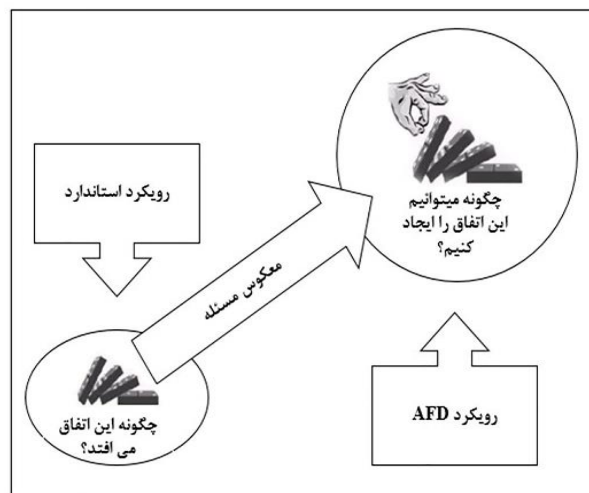 چگونه میتوانیم
این اتفاق را ایجاد
کنیم؟
رویکرد استاندارد
معکوس مسئله
چگونه این اتفاق
می افتد؟
رویکرد AFD